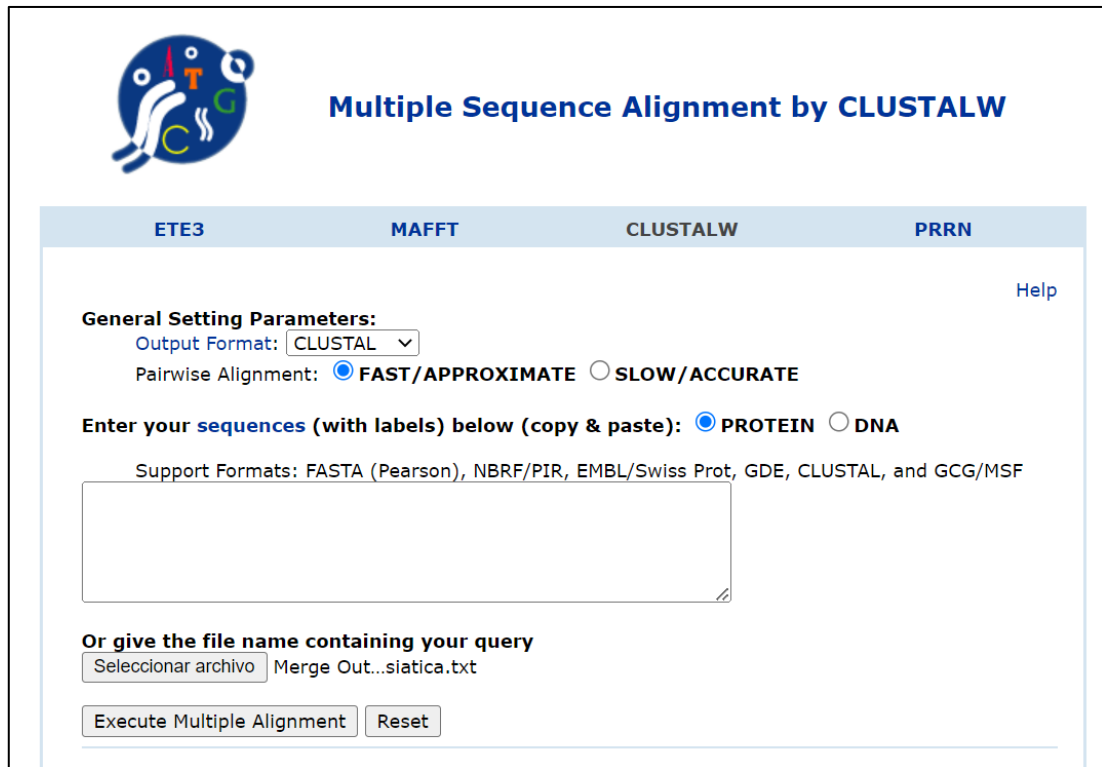 A T G C
Multiple Sequence Alignment by CLUSTALW
ETE3 MAFFT CLUSTALW PRRN
Help
General Setting Parameters:
Output Format: CLUSTAL
Pairwise Alignment: FAST/APPROXIMATE SLOW/ACCURATE
Enter your sequences (with labels) below (copy & paste): PROTEIN DNA
Support Formats: FASTA (Pearson), NBRF/PIR, EMBL/Swiss Prot, GDE, CLUSTAL, and GCG/MSF
Or give the file name containing your query
Seleccionar archivo Merge Out...siatica.txt
Execute Multiple Alignment Reset